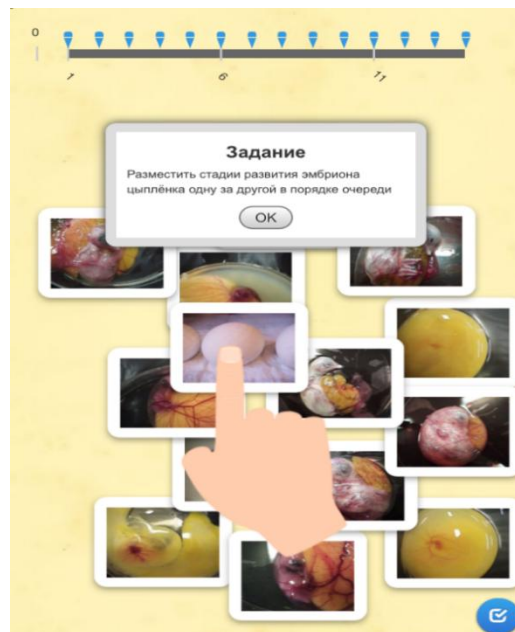 0
1
6
11
Задание
Разместить стадии развития эмбриона
цыплёнка одну за другой в порядке очереди
OK